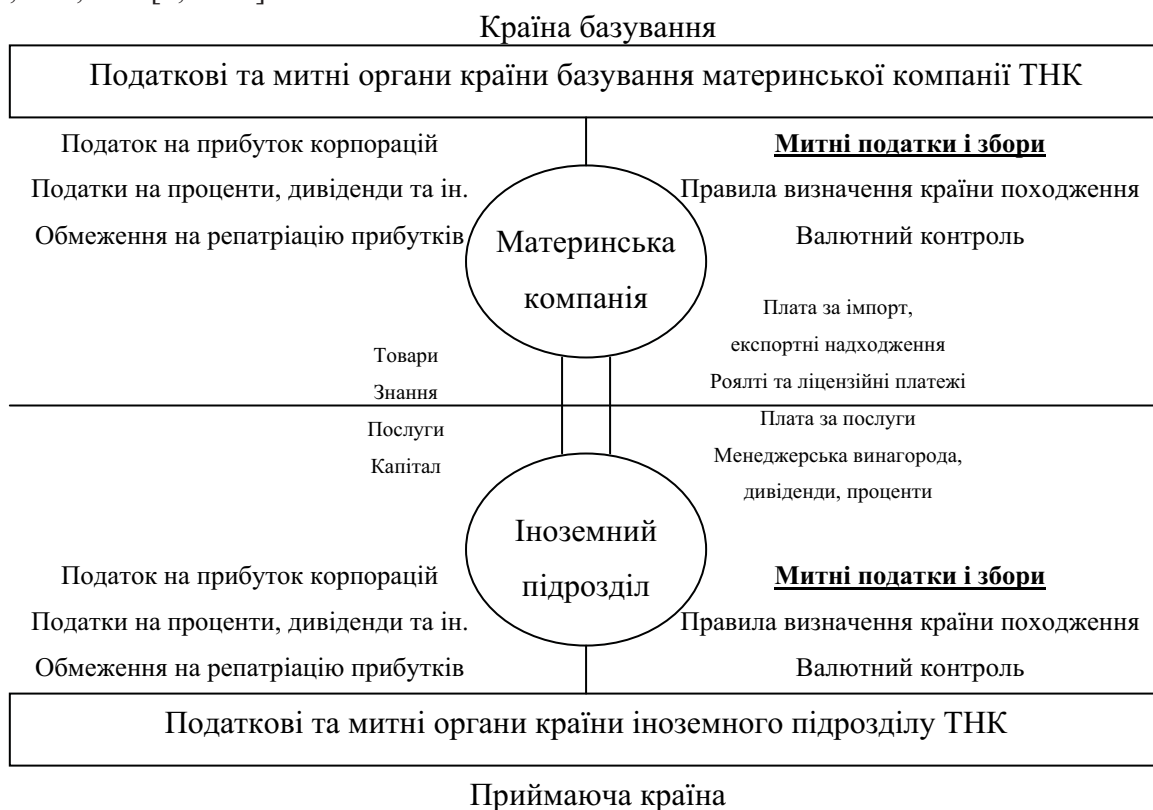 Країна базування
Податкові та митні органи країни базування материнської компанії ТНК
Податок на прибуток корпорацій
Податки на проценти, дивіденди та ін.
Обмеження на репатріацію прибутків
Митні податки і збори
Правила визначення країни походження
Валютний контроль
Материнська
компанія
Плата за імпорт,
експортні надходження
Роялті та ліцензійні платежі
Товари
Знання
Послуги
Капітал
Плата за послуги
Менеджерська винагорода,
дивіденди, проценти
Іноземний
підрозділ
Податок на прибуток корпорацій
Податки на проценти, дивіденди та ін.
Обмеження на репатріацію прибутків
Митні податки і збори
Правила визначення країни походження
Валютний контроль
Податкові та митні органи країни іноземного підрозділу ТНК
Приймаюча країна